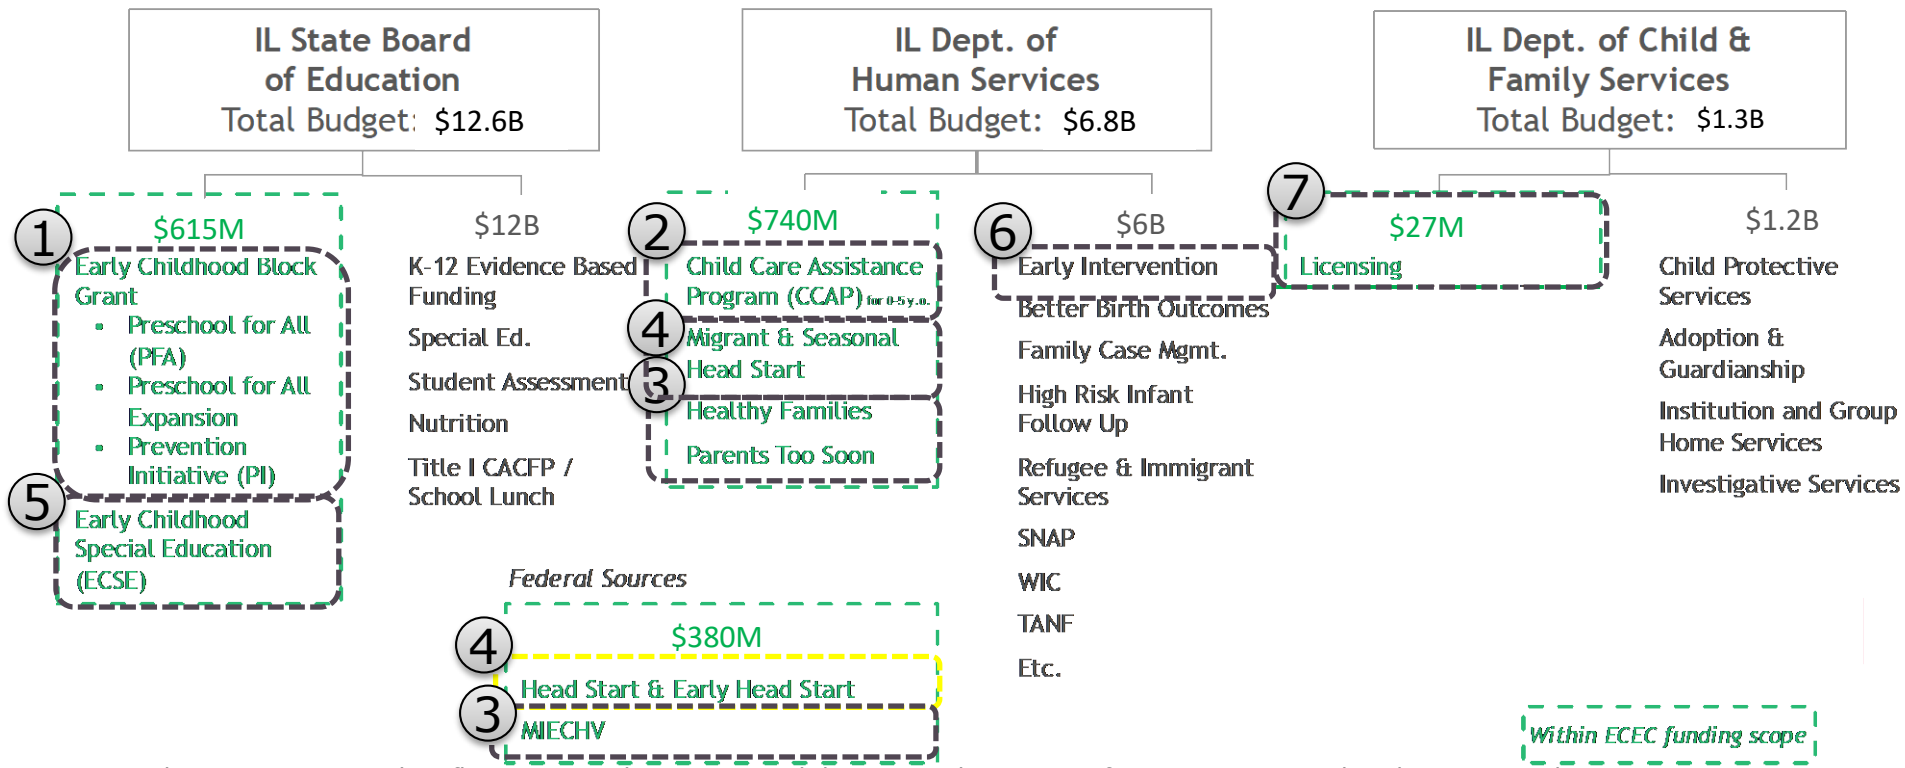 IL State Board
of Education
Total Budget: $12.6B
IL Dept. of
Human Services
Total Budget: $6.8B
IL Dept. of Child &
Family Services
Total Budget: $1.3B
1
$615M
Early Childhood Block
Grant
• Preschool for All
(PFA)
• Preschool for All
Expansion
• Prevention
Initiative (PI)
5
Early Childhood
Special Education
(ECSE)
$12B
K-12 Evidence Based
Funding
Special Ed.
Student Assessment
Nutrition
Title I CACFP /
School Lunch
2
$740M
Child Care Assistance
Program (CCAP) for 0-5 y.o.
4
Migrant & Seasonal
Head Start
3
Healthy Families
Parents Too Soon
6
$6B
Early Intervention
Better Birth Outcomes
Family Case Mgmt.
High Risk Infant
Follow Up
Refugee & Immigrant
Services
SNAP
WIC
TANF
Etc.
7
$27M
Licensing
$1.2B
Child Protective
Services
Adoption &
Guardianship
Institution and Group
Home Services
Investigative Services
Federal Sources
$380M
4
Head Start & Early Head Start
3
MIECHV
Within ECEC funding scope